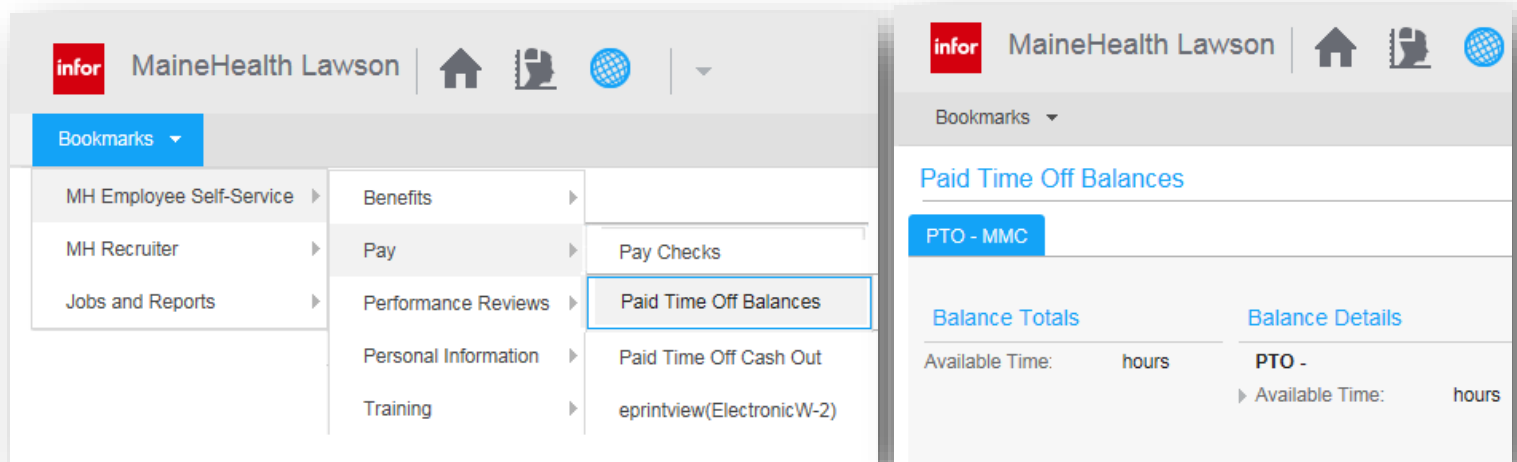 infor MaineHealth Lawson
Bookmarks
MH Employee Self-Service
MH Recruiter
Jobs and Reports
Benefits
Pay
Performance Reviews
Personal Information
Training
Pay Checks
Paid Time Off Balances
Paid Time Off Cash Out
eprintview(ElectronicW-2)
infor MaineHealth Lawson
Bookmarks
Paid Time Off Balances
PTO - MMC
Balance Totals
Available Time: hours
Balance Details
PTO -
Available Time: hours